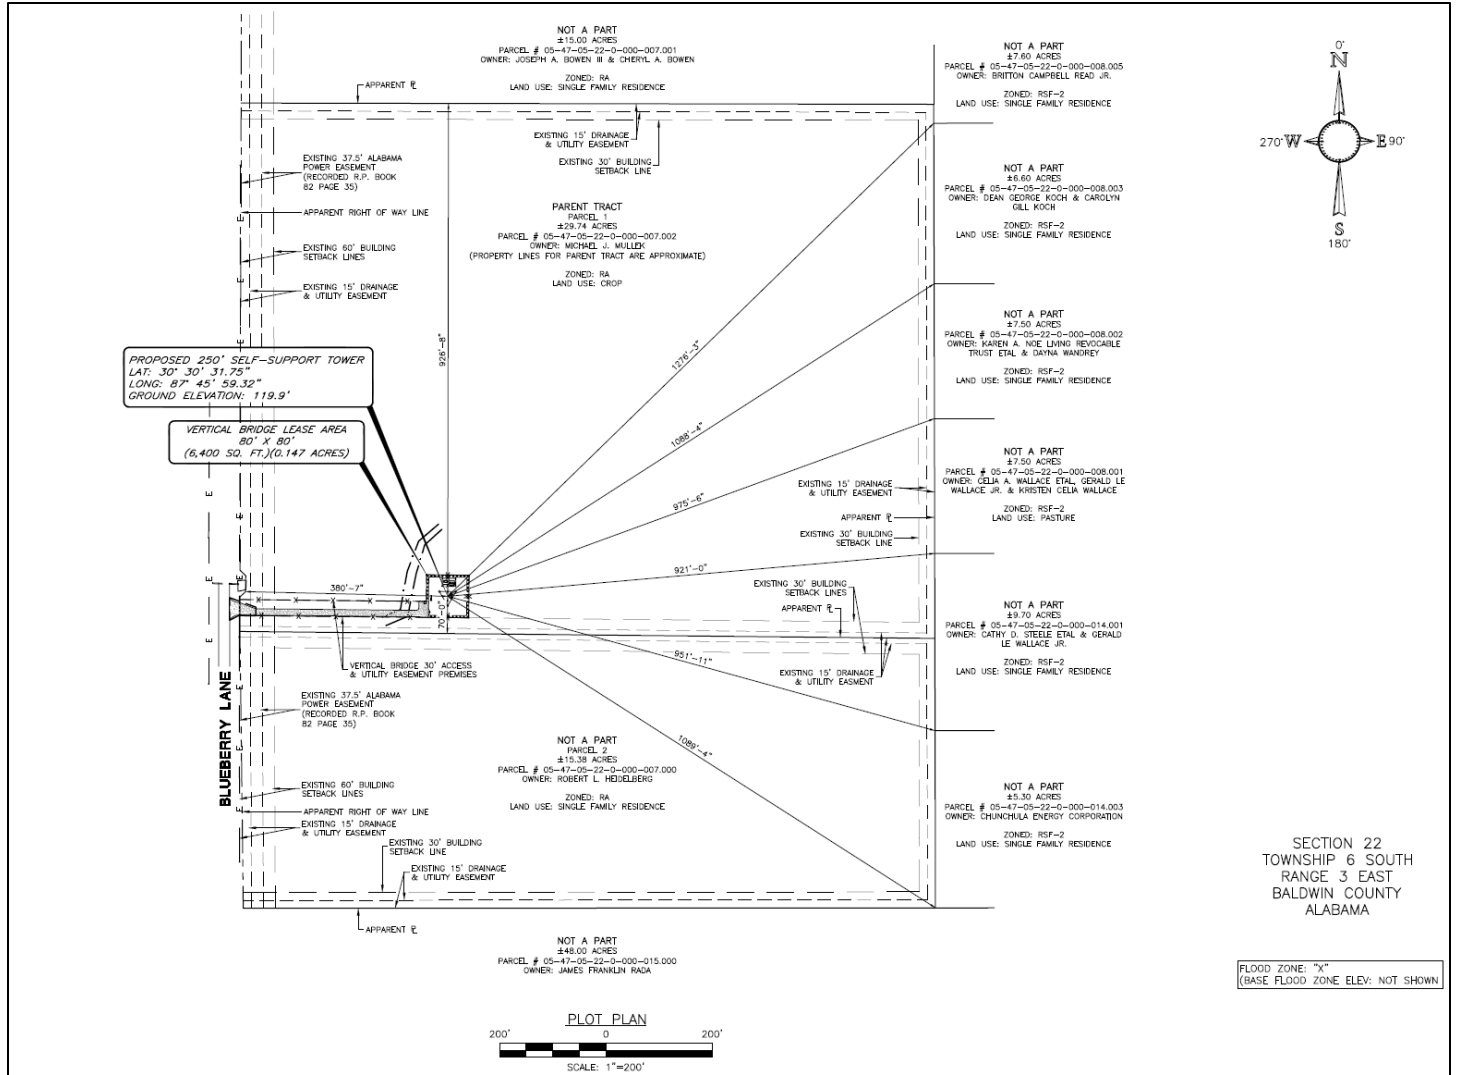 NOT A PART
±15.00 ACRES
PARCEL # 05-47-05-22-0-000-007.001
OWNER: JOSEPH A. BOWEN III & CHERYL A. BOWEN
ZONED: RA
LAND USE: SINGLE FAMILY RESIDENCE
APPARENT ℄
NOT A PART
±7.60 ACRES
PARCEL # 05-47-05-22-0-000-008.005
OWNER: BRITTON CAMPBELL READ JR.
ZONED: RSF-2
LAND USE: SINGLE FAMILY RESIDENCE
0°
N
270° W
E 90°
S
180°
EXISTING 15' DRAINAGE
& UTILITY EASEMENT
EXISTING 30' BUILDING
SETBACK LINE
EXISTING 37.5' ALABAMA
POWER EASEMENT
(RECORDED R.P. BOOK
82 PAGE 35)
APPARENT RIGHT OF WAY LINE
EXISTING 60' BUILDING
SETBACK LINES
EXISTING 15' DRAINAGE
& UTILITY EASEMENT
PARENT TRACT
PARCEL 1
±29.74 ACRES
PARCEL # 05-47-05-22-0-000-007.002
OWNER: MICHAEL J. MULLEK
(PROPERTY LINES FOR PARENT TRACT ARE APPROXIMATE)
ZONED: RA
LAND USE: CROP
NOT A PART
±6.60 ACRES
PARCEL # 05-47-05-22-0-000-008.003
OWNER: DEAN GEORGE KOCH & CAROLYN
GILL KOCH
ZONED: RSF-2
LAND USE: SINGLE FAMILY RESIDENCE
NOT A PART
±7.50 ACRES
PARCEL # 05-47-05-22-0-000-008.002
OWNER: KAREN A. NOE LIVING REVOCABLE
TRUST ETAL & DAYNA WANDREY
ZONED: RSF-2
LAND USE: SINGLE FAMILY RESIDENCE
PROPOSED 250' SELF-SUPPORT TOWER
LAT: 30° 30' 31.75"
LONG: 87° 45' 59.32"
GROUND ELEVATION: 119.9'
VERTICAL BRIDGE LEASE AREA
80' X 80'
(6,400 SQ. FT.)(0.147 ACRES)
926'-8"
1276'-3"
1088'-4"
975'-6"
921'-0"
951'-11"
1089'-4"
380'-7"
70'-0"
NOT A PART
±7.50 ACRES
PARCEL # 05-47-05-22-0-000-008.001
OWNER: CELIA A. WALLACE ETAL, GERALD LE
WALLACE JR. & KRISTEN CELIA WALLACE
ZONED: RSF-2
LAND USE: PASTURE
EXISTING 15' DRAINAGE
& UTILITY EASEMENT
APPARENT ℄
EXISTING 30' BUILDING
SETBACK LINE
EXISTING 30' BUILDING
SETBACK LINES
APPARENT ℄
EXISTING 15' DRAINAGE
& UTILITY EASMENT
NOT A PART
±9.70 ACRES
PARCEL # 05-47-05-22-0-000-014.001
OWNER: CATHY D. STEELE ETAL & GERALD
LE WALLACE JR.
ZONED: RSF-2
LAND USE: SINGLE FAMILY RESIDENCE
VERTICAL BRIDGE 30' ACCESS
& UTILITY EASEMENT PREMISES
BLUEBERRY LANE
EXISTING 37.5' ALABAMA
POWER EASEMENT
(RECORDED R.P. BOOK
82 PAGE 35)
EXISTING 60' BUILDING
SETBACK LINES
APPARENT RIGHT OF WAY LINE
EXISTING 15' DRAINAGE
& UTILITY EASEMENT
NOT A PART
PARCEL 2
±15.38 ACRES
PARCEL # 05-47-05-22-0-000-007.000
OWNER: ROBERT L. HEIDELBERG
ZONED: RA
LAND USE: SINGLE FAMILY RESIDENCE
EXISTING 30' BUILDING
SETBACK LINE
EXISTING 15' DRAINAGE
& UTILITY EASEMENT
APPARENT ℄
NOT A PART
±5.30 ACRES
PARCEL # 05-47-05-22-0-000-014.003
OWNER: CHUNCHULA ENERGY CORPORATION
ZONED: RSF-2
LAND USE: SINGLE FAMILY RESIDENCE
SECTION 22
TOWNSHIP 6 SOUTH
RANGE 3 EAST
BALDWIN COUNTY
ALABAMA
NOT A PART
±48.00 ACRES
PARCEL # 05-47-05-22-0-000-015.000
OWNER: JAMES FRANKLIN RADA
FLOOD ZONE: "X"
(BASE FLOOD ZONE ELEV: NOT SHOWN
PLOT PLAN
200' 0 200'
SCALE: 1"=200'